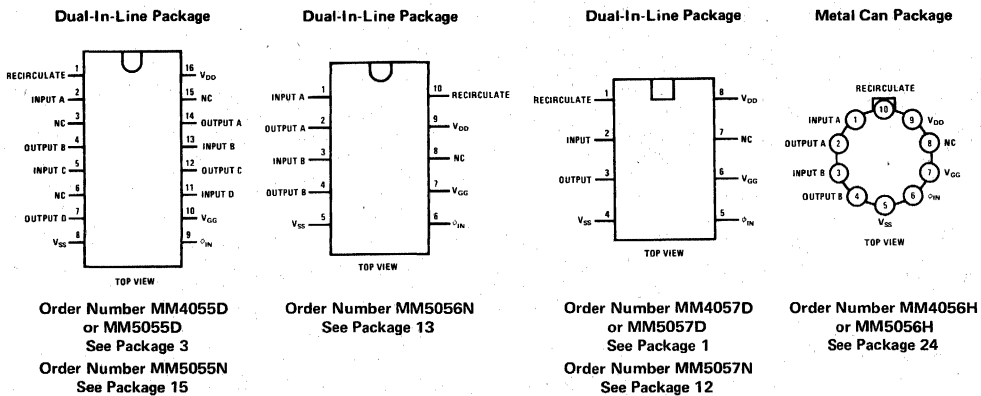 Dual-In-Line Package
RECIRCULATE 1
INPUT A 2
NC 3
OUTPUT B 4
INPUT C 5
NC 6
OUTPUT D 7
VSS 8
16 VDD
15 NC
14 OUTPUT A
13 INPUT B
12 OUTPUT C
11 INPUT D
10 VGG
9 ϕIN
TOP VIEW
Order Number MM4055D
or MM5055D
See Package 3
Order Number MM5055N
See Package 15
Dual-In-Line Package
INPUT A 1
OUTPUT A 2
INPUT B 3
OUTPUT B 4
VSS 5
10 RECIRCULATE
9 VDD
8 NC
7 VGG
6 ϕIN
TOP VIEW
Order Number MM5056N
See Package 13
Dual-In-Line Package
RECIRCULATE 1
INPUT 2
OUTPUT 3
VSS 4
8 VDD
7 NC
6 VGG
5 ϕIN
TOP VIEW
Order Number MM4057D
or MM5057D
See Package 1
Order Number MM5057N
See Package 12
Metal Can Package
RECIRCULATE
10
INPUT A 1
9 VDD
OUTPUT A 2
8 NC
INPUT B 3
7 VGG
OUTPUT B 4
6 ϕIN
5
VSS
TOP VIEW
Order Number MM4056H
or MM5056H
See Package 24